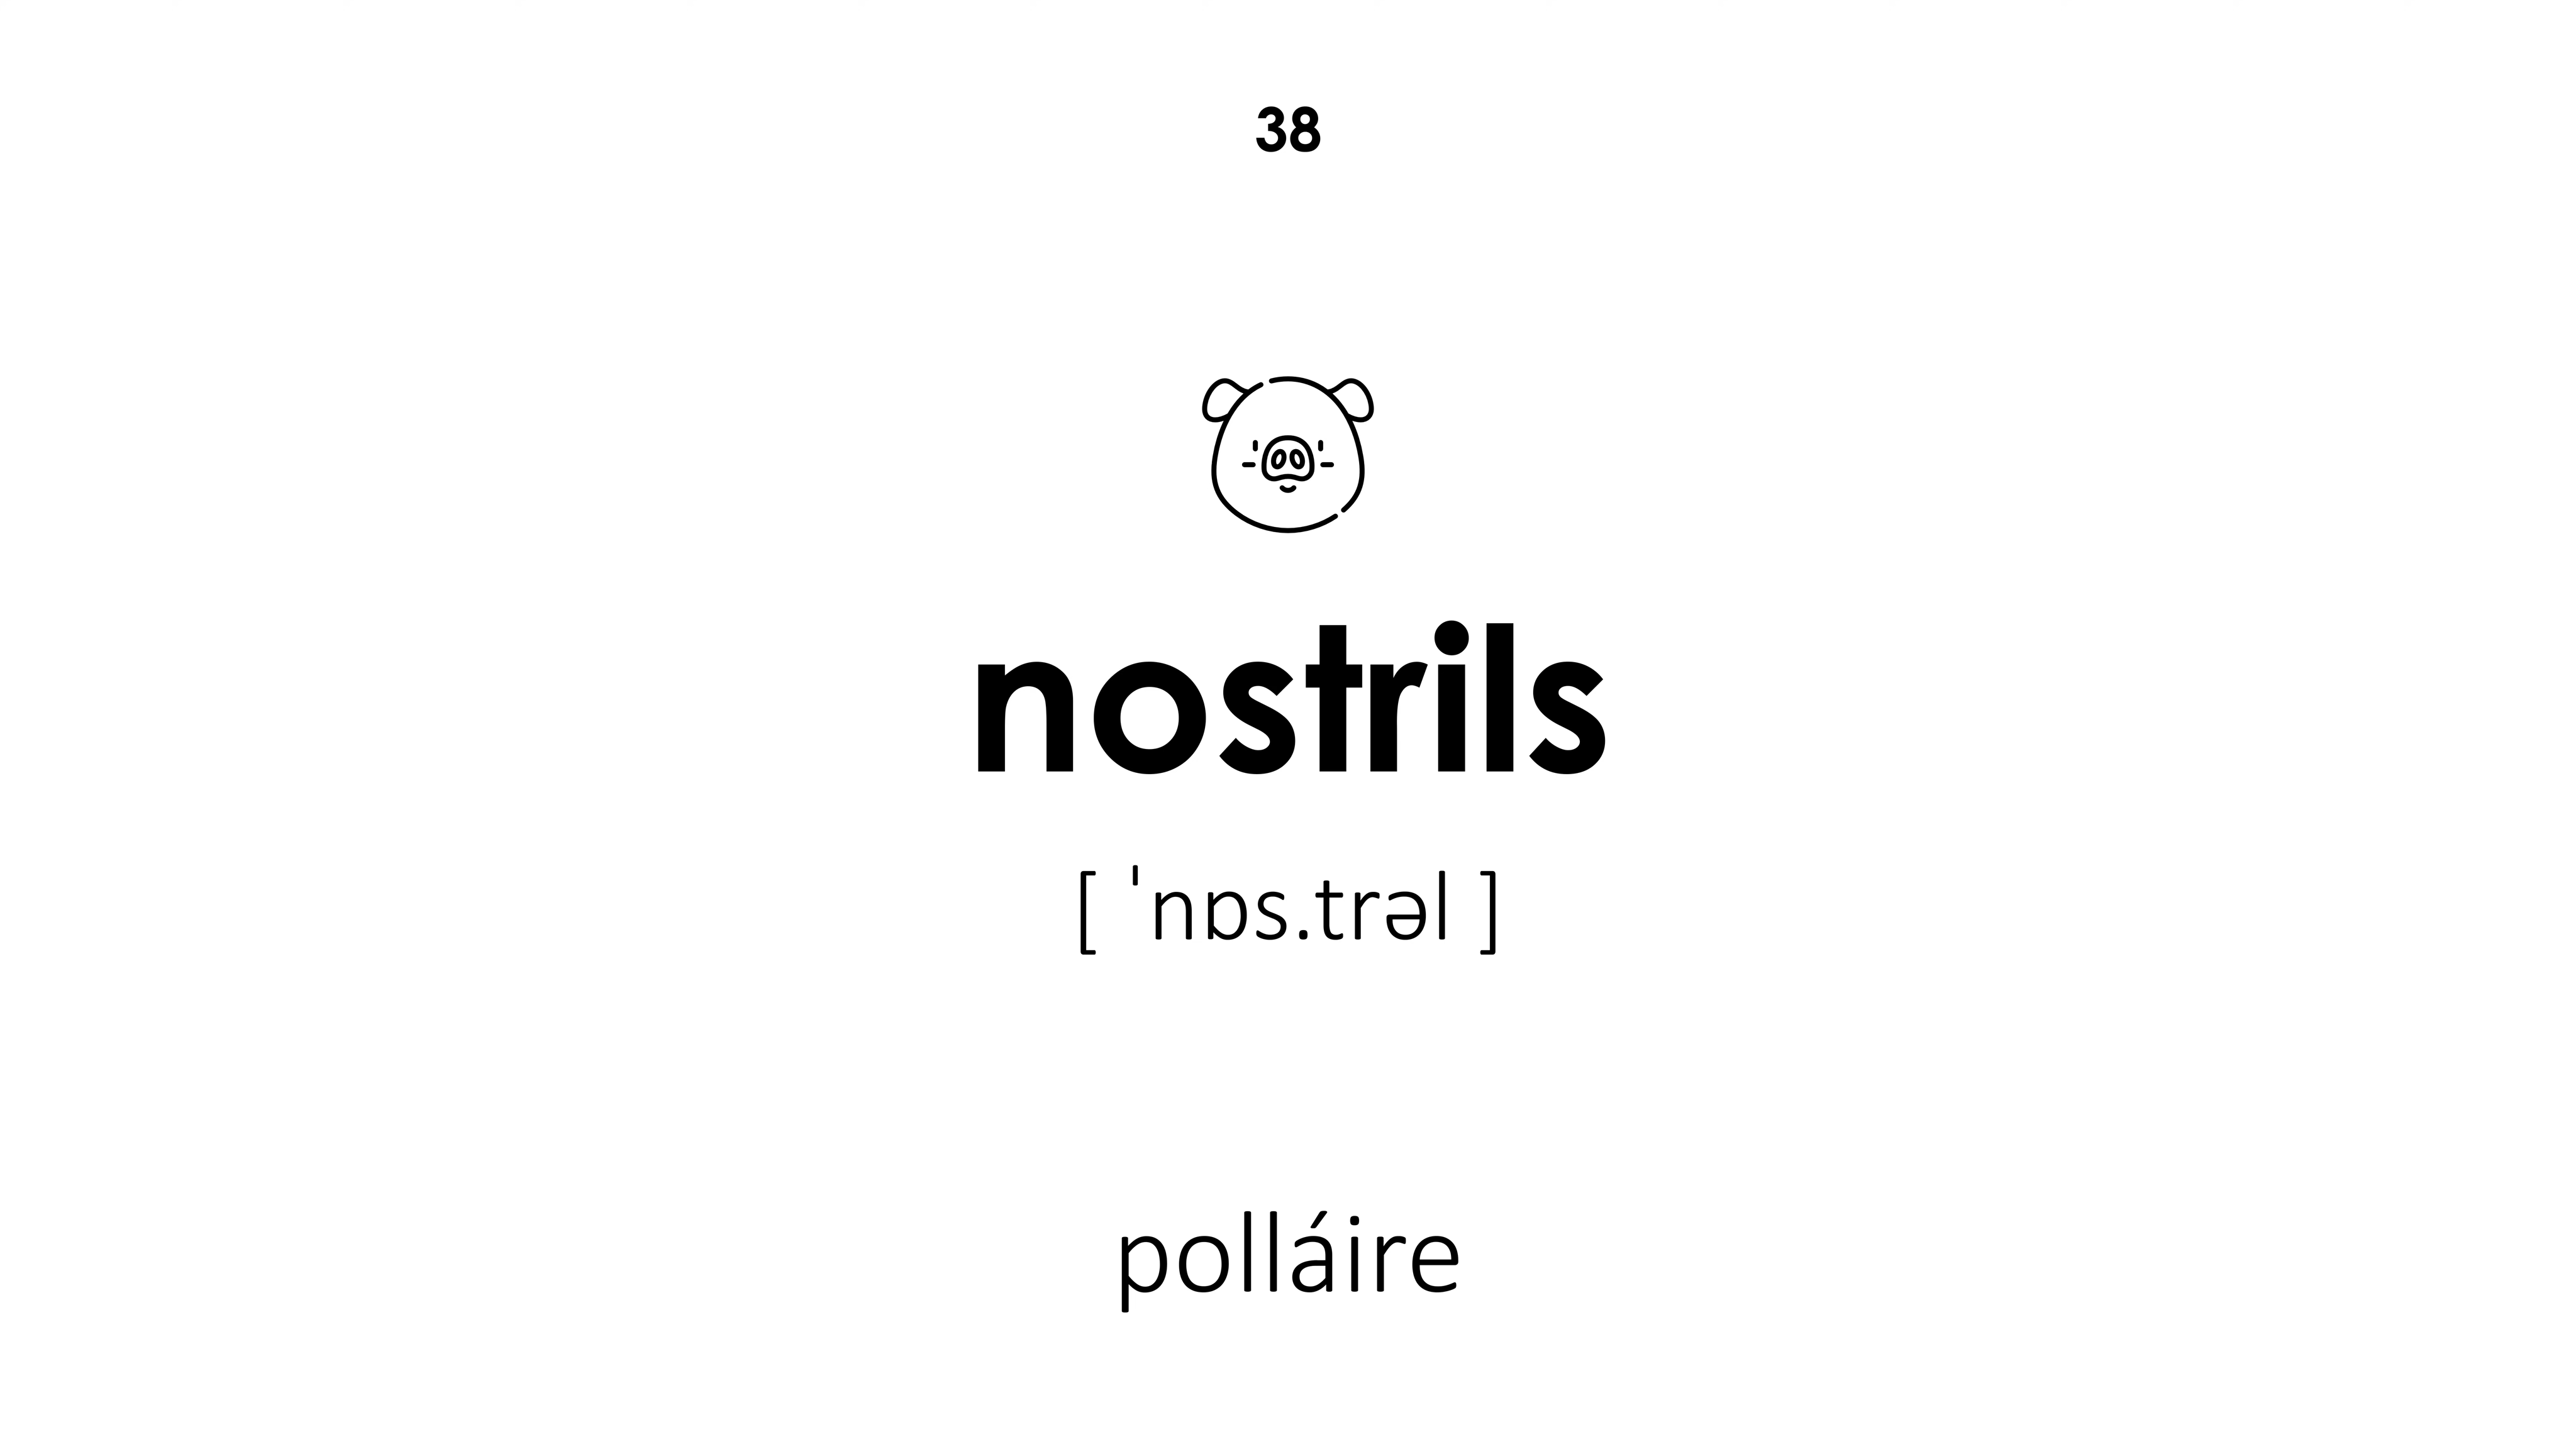 38
nostrils
[ ˈnɒs.trəl ]
polláire